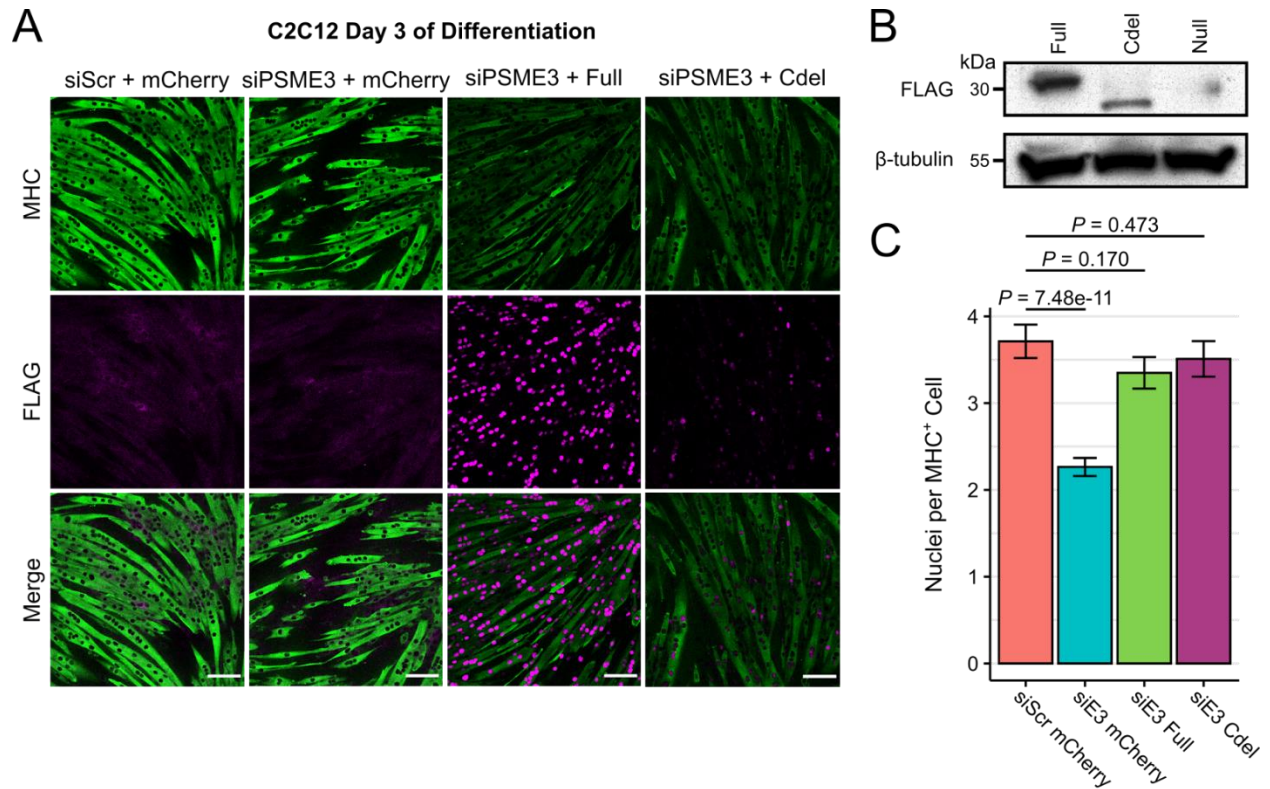 A
C2C12 Day 3 of Differentiation
siScr + mCherry siPSME3 + mCherry siPSME3 + Full siPSME3 + Cdel
MHC
FLAG
Merge
B
Full Cdel Null
kDa
FLAG 30
β-tubulin 55
C
P = 0.473
P = 0.170
P = 7.48e-11
Nuclei per MHC⁺ Cell
4
3
2
1
0
siScr mCherry
siE3 mCherry
siE3 Full
siE3 Cdel